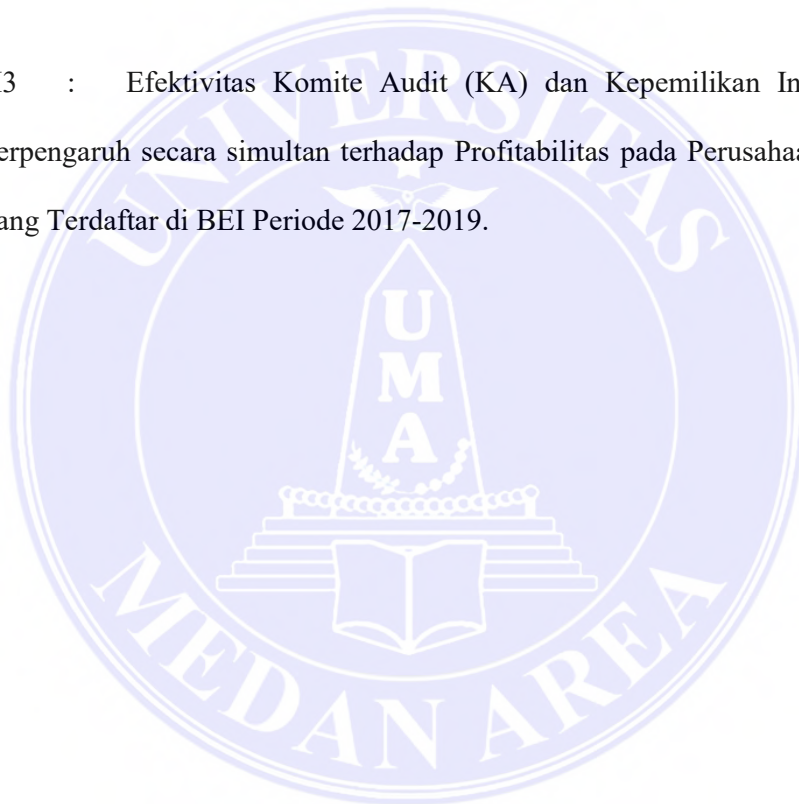 3 : Efektivitas Komite Audit (KA) dan Kepemilikan In
erpengaruh secara simultan terhadap Profitabilitas pada Perusahaa
ang Terdaftar di BEI Periode 2017-2019.
UNIVERSITAS
UMA
MEDAN AREA